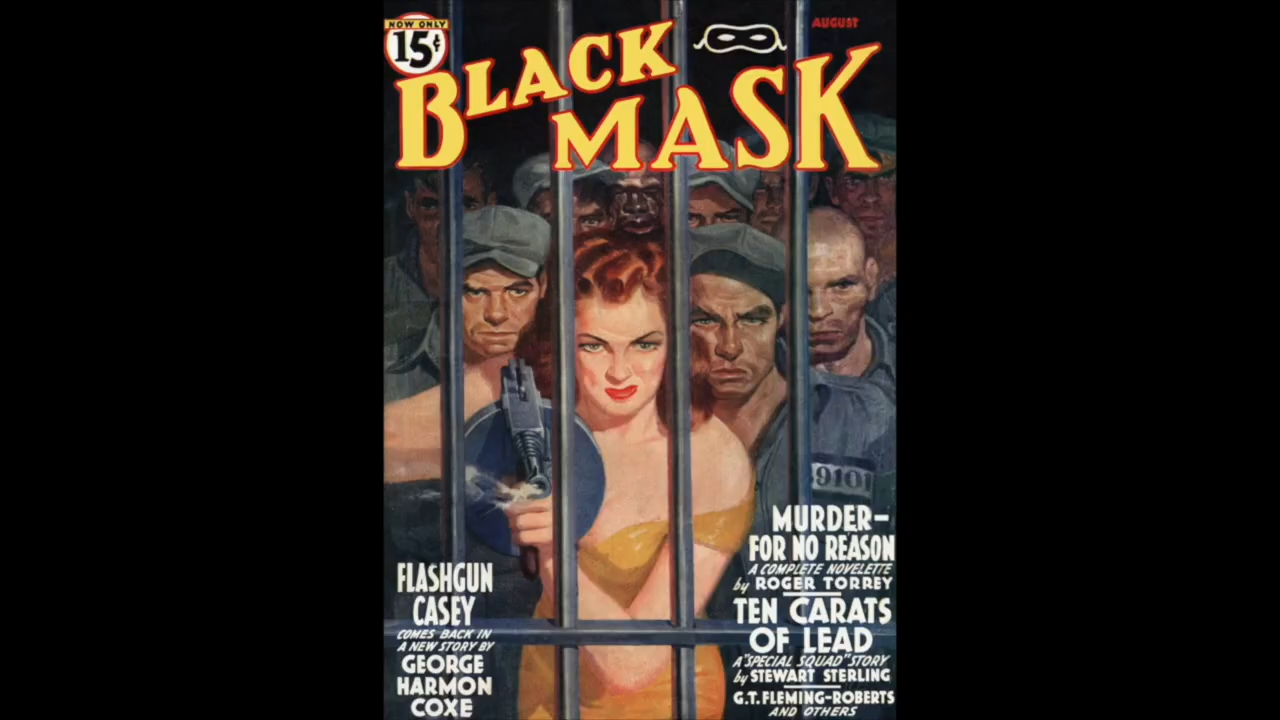 NOW ONLY
15¢
AUGUST
BLACK
MASK
9101
FLASHGUN
CASEY
COMES BACK IN
A NEW STORY BY
GEORGE
HARMON
COXE
MURDER–
FOR NO REASON
A COMPLETE NOVELETTE
by ROGER TORREY
TEN CARATS
OF LEAD
A "SPECIAL SQUAD" STORY
by STEWART STERLING
G.T. FLEMING-ROBERTS
AND OTHERS